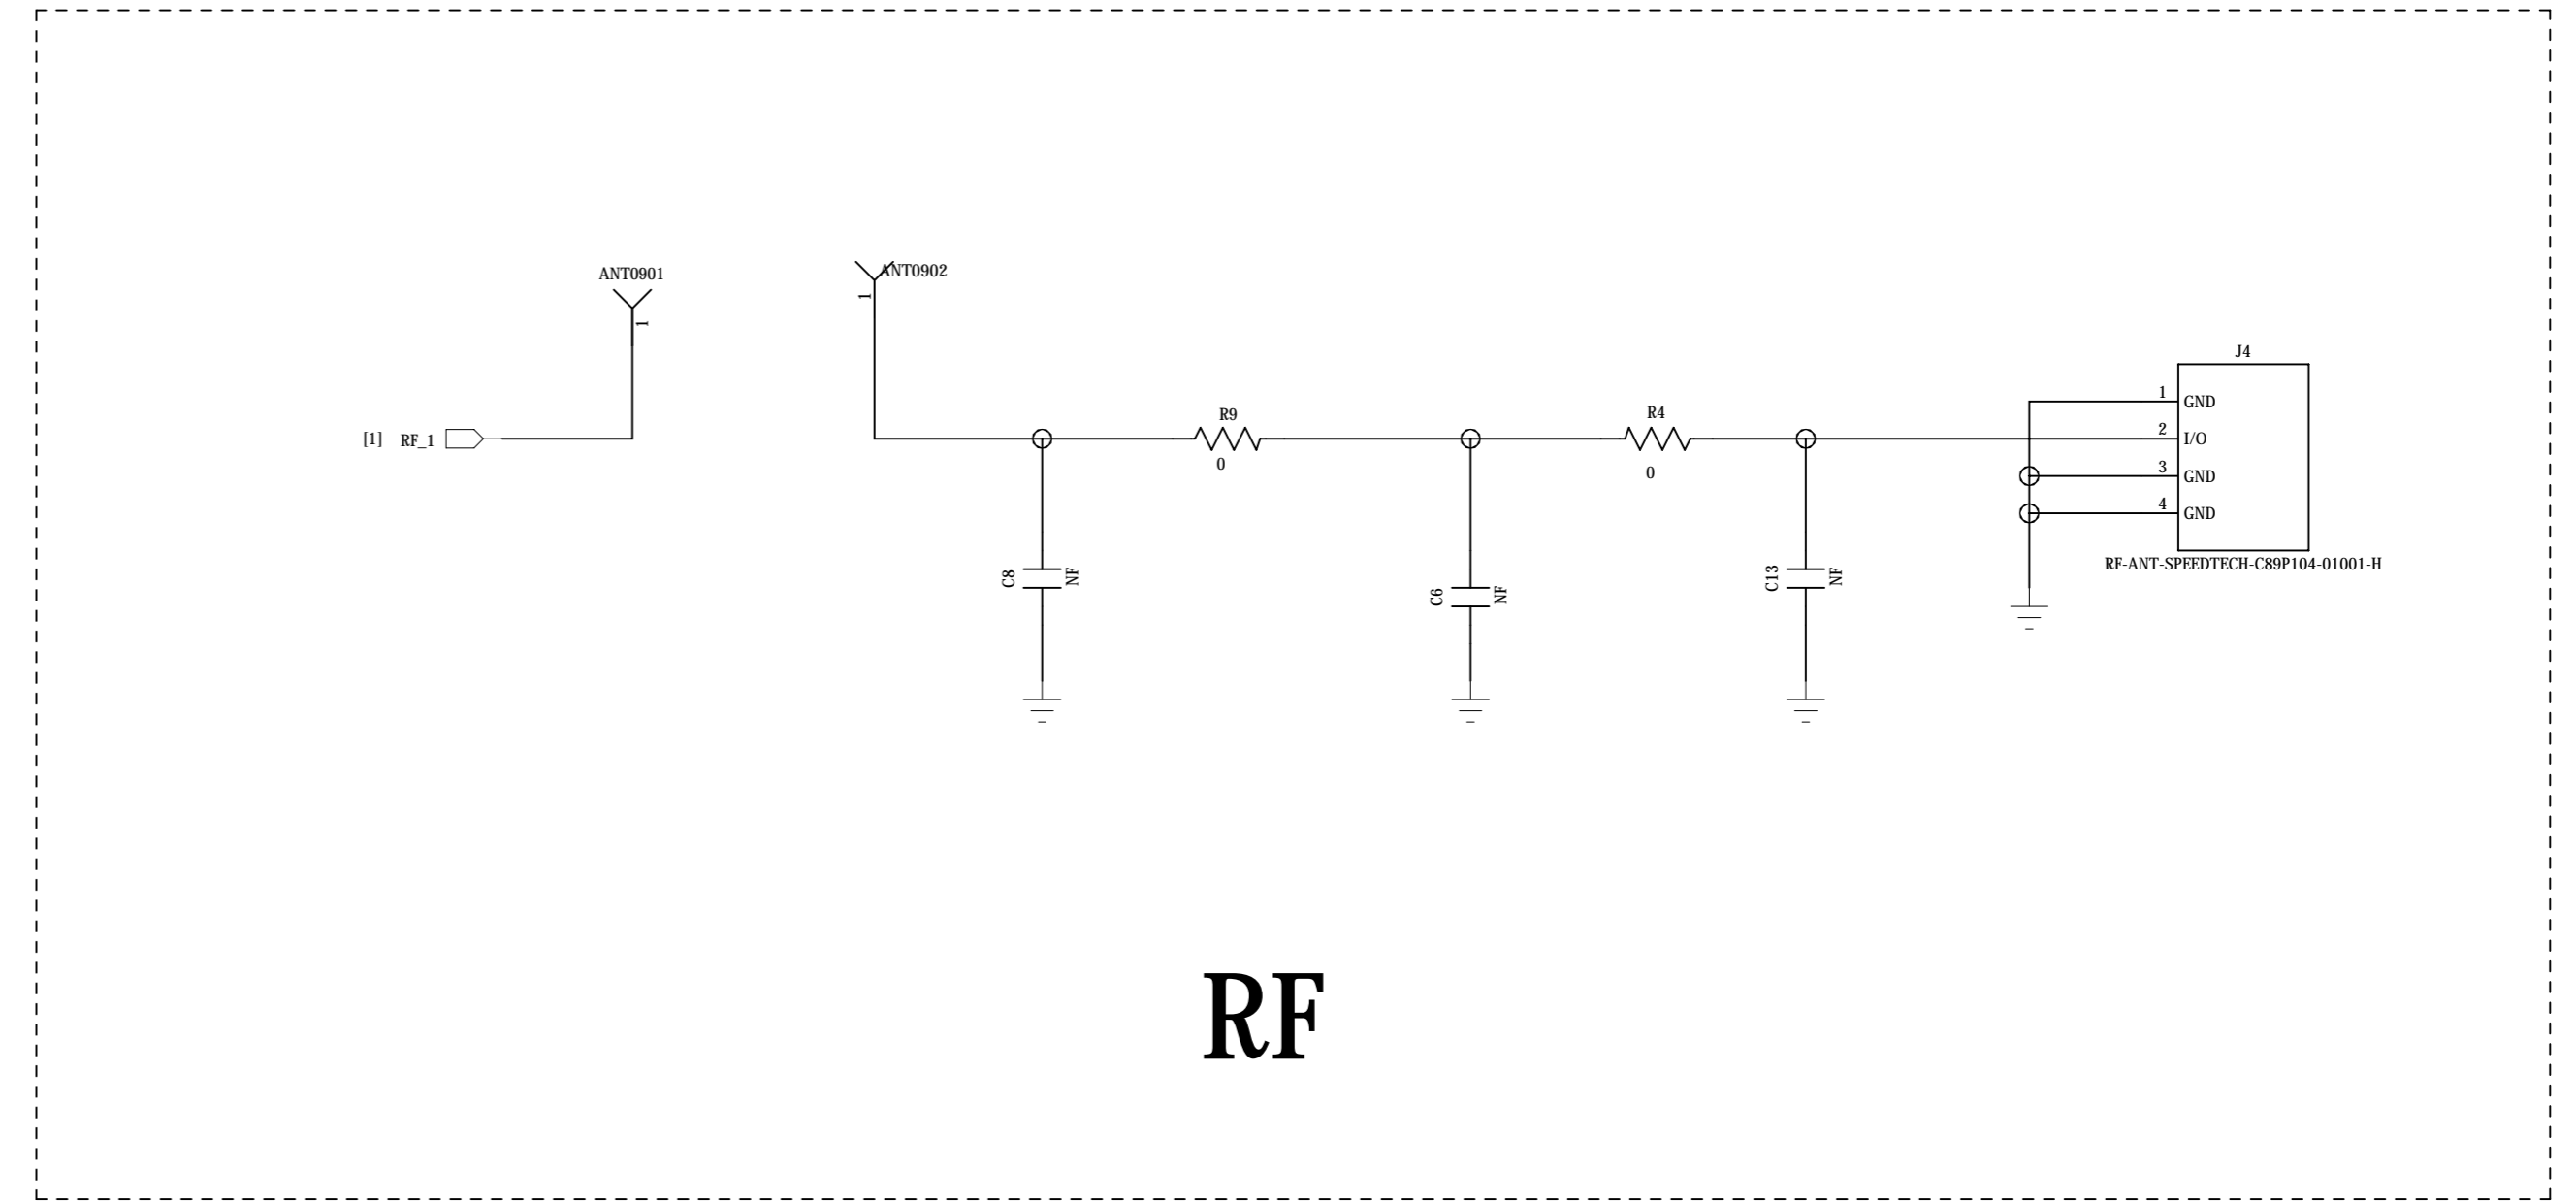 ANT0901
1
ANT0902
1
[1] RF_1
R9
0
R4
0
J4
1 GND
2 I/O
3 GND
4 GND
RF-ANT-SPEEDTECH-C89P104-01001-H
C8 NF
C6 NF
C13 NF
RF